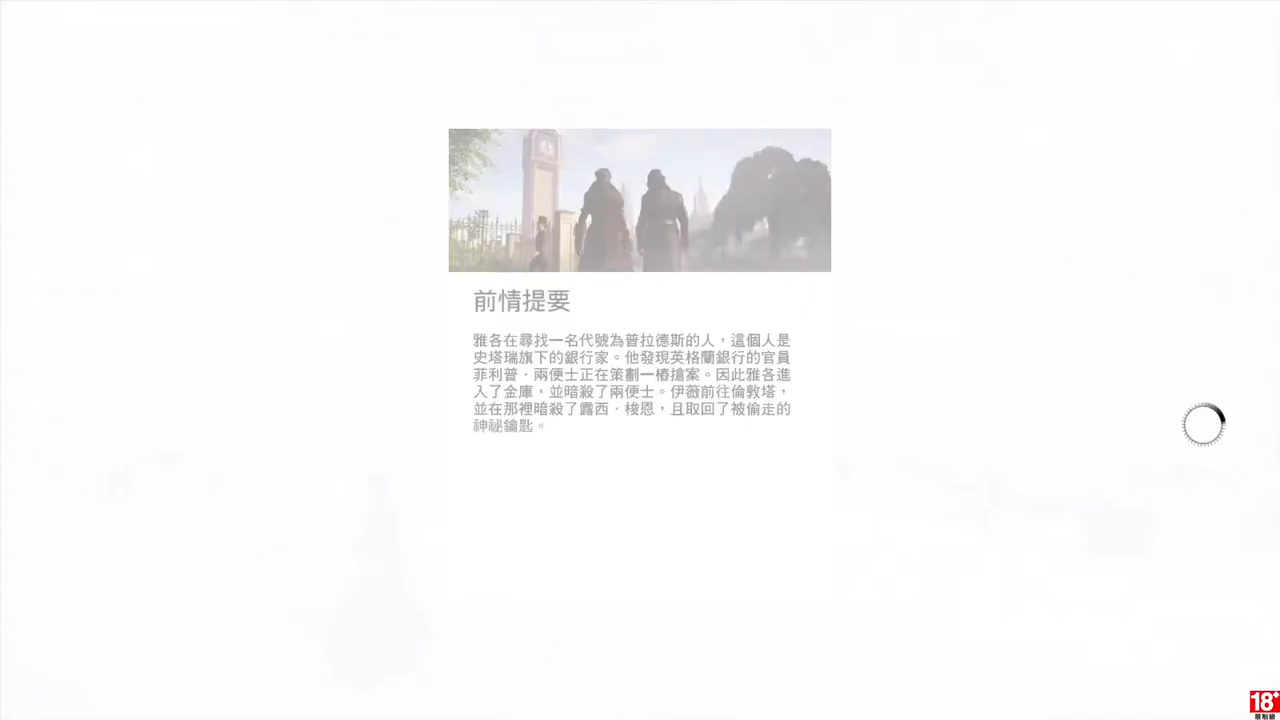 前情提要
雅各在尋找一名代號為普拉德斯的人，這個人是
史塔瑞旗下的銀行家。他發現英格蘭銀行的官員
菲利普．兩便士正在策劃一樁搶案。因此雅各進
入了金庫，並暗殺了兩便士。伊薇前往倫敦塔，
並在那裡暗殺了露西．梭恩，且取回了被偷走的
神祕鑰匙。
18+
限制級